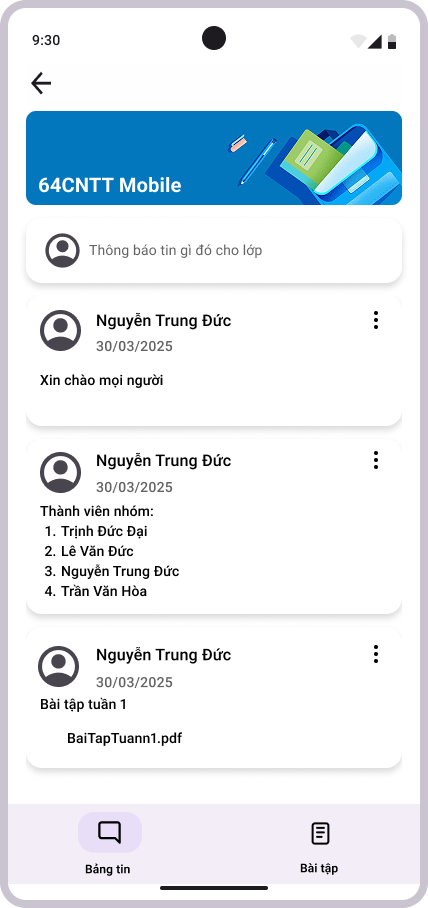 9:30
64CNTT Mobile
Thông báo tin gì đó cho lớp
Nguyễn Trung Đức
30/03/2025
Xin chào mọi người
Nguyễn Trung Đức
30/03/2025
Thành viên nhóm:
1. Trịnh Đức Đại
2. Lê Văn Đức
3. Nguyễn Trung Đức
4. Trần Văn Hòa
Nguyễn Trung Đức
30/03/2025
Bài tập tuần 1
BaiTapTuann1.pdf
Bảng tin
Bài tập